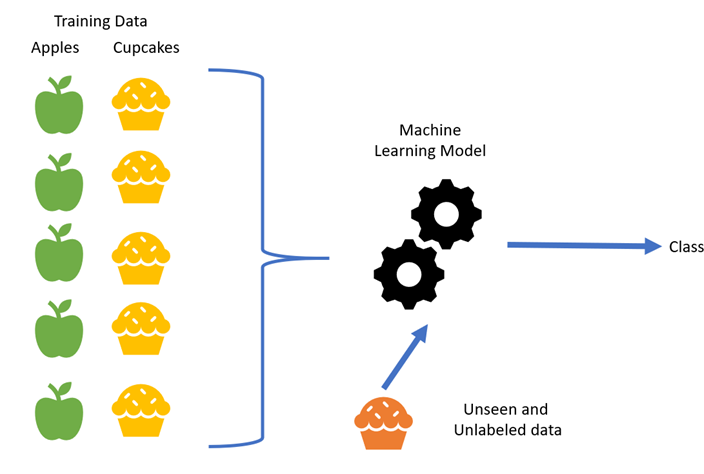 Training Data
Apples
Cupcakes
Machine
Learning Model
Class
Unseen and
Unlabeled data